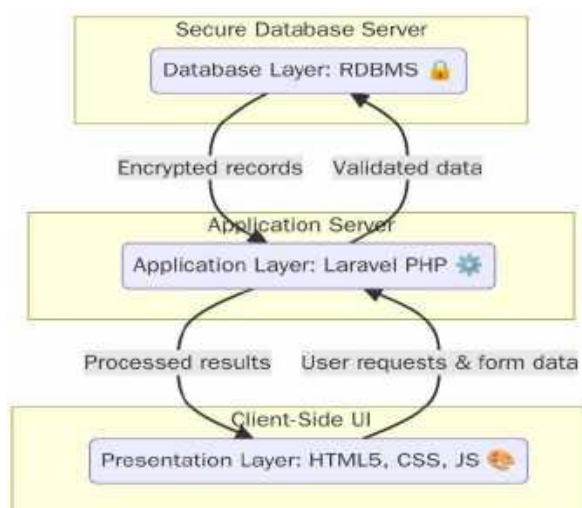 Secure Database Server
Database Layer: RDBMS 🔒
Encrypted records
Validated data
Application Server
Application Layer: Laravel PHP ⚙️
Processed results
User requests & form data
Client-Side UI
Presentation Layer: HTML5, CSS, JS 🎨